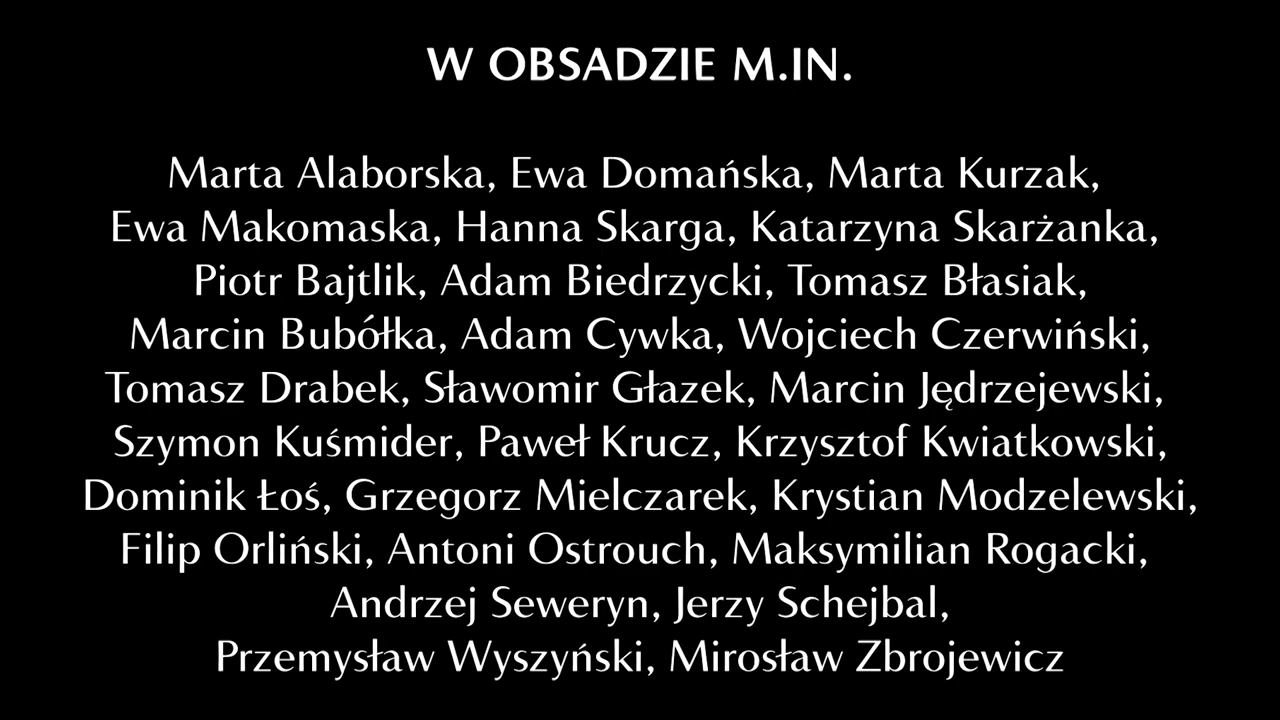 W OBSADZIE M.IN.
Marta Alaborska, Ewa Domańska, Marta Kurzak,
Ewa Makomaska, Hanna Skarga, Katarzyna Skarżanka,
Piotr Bajtlik, Adam Biedrzycki, Tomasz Błasiak,
Marcin Bubółka, Adam Cywka, Wojciech Czerwiński,
Tomasz Drabek, Sławomir Głazek, Marcin Jędrzejewski,
Szymon Kuśmider, Paweł Krucz, Krzysztof Kwiatkowski,
Dominik Łoś, Grzegorz Mielczarek, Krystian Modzelewski,
Filip Orliński, Antoni Ostrouch, Maksymilian Rogacki,
Andrzej Seweryn, Jerzy Schejbal,
Przemysław Wyszyński, Mirosław Zbrojewicz